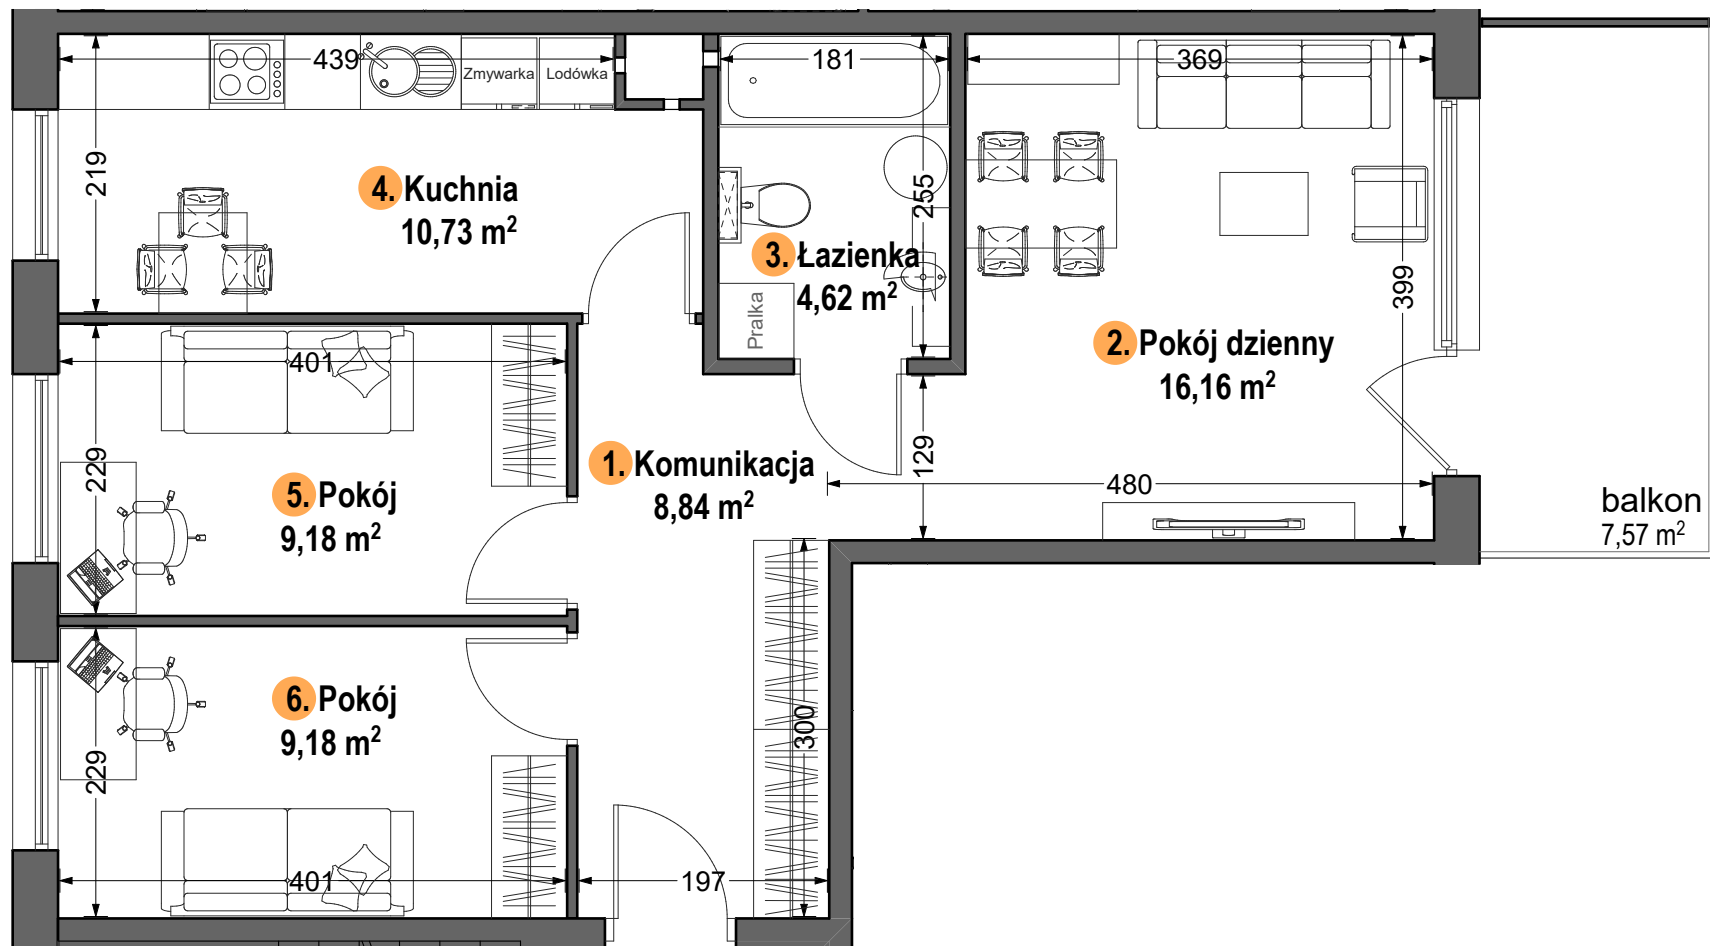 439
Zmywarka
Lodówka
181
369
219
4. Kuchnia
10,73 m²
255
3. Łazienka
4,62 m²
Pralka
399
2. Pokój dzienny
16,16 m²
401
229
5. Pokój
9,18 m²
1. Komunikacja
8,84 m²
129
480
balkon
7,57 m²
6. Pokój
9,18 m²
229
300
401
197